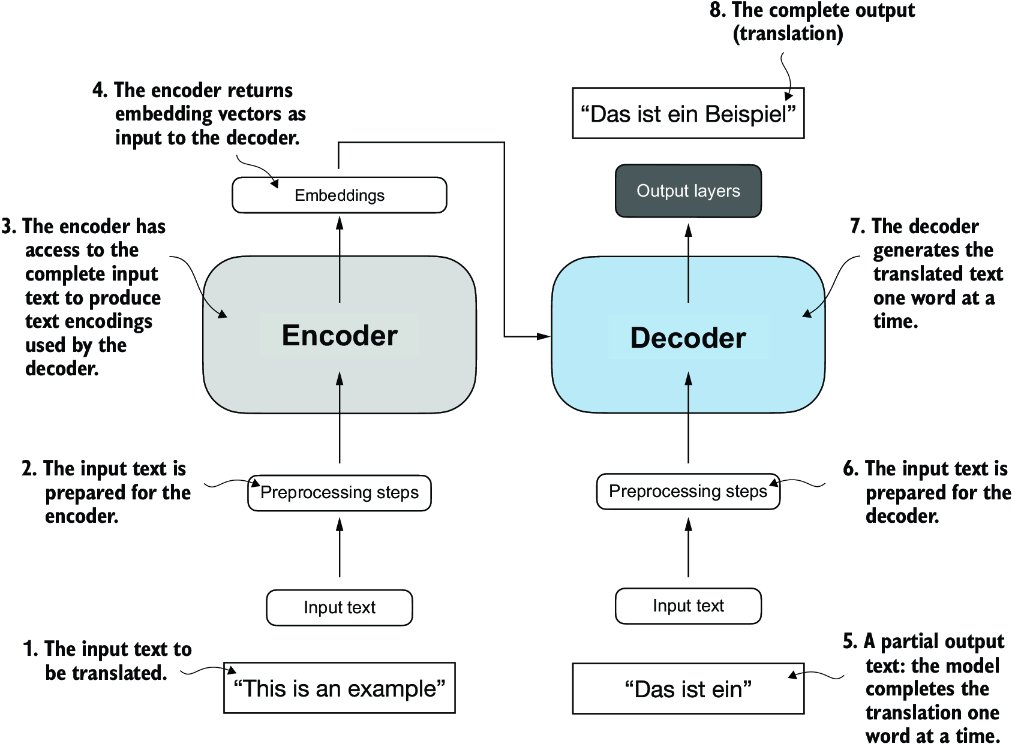 8. The complete output
(translation)
4. The encoder returns
embedding vectors as
input to the decoder.
“Das ist ein Beispiel”
Embeddings
Output layers
3. The encoder has
access to the
complete input
text to produce
text encodings
used by the
decoder.
7. The decoder
generates the
translated text
one word at a
time.
Encoder
Decoder
2. The input text is
prepared for the
encoder.
Preprocessing steps
Preprocessing steps
6. The input text is
prepared for the
decoder.
Input text
Input text
1. The input text to
be translated.
“This is an example”
“Das ist ein”
5. A partial output
text: the model
completes the
translation one
word at a time.